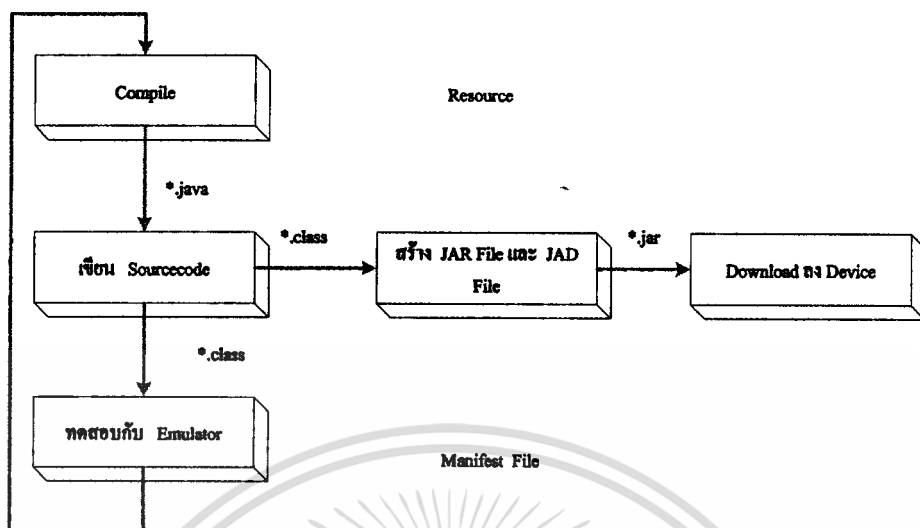 Compile
Resource
*.java
เขียน Sourcecode
*.class
สร้าง JAR File และ JAD
File
*.jar
Download ลง Device
*.class
ทดสอบกับ Emulator
Manifest File